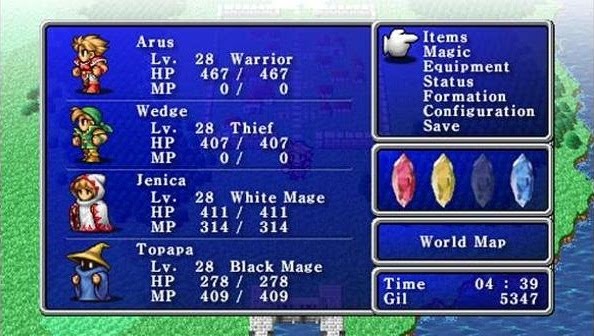 Arus
Lv. 28 Warrior
HP 467 / 467
MP 0 / 0
Wedge
Lv. 28 Thief
HP 407 / 407
MP 0 / 0
Jenica
Lv. 28 White Mage
HP 411 / 411
MP 314 / 314
Topapa
Lv. 28 Black Mage
HP 278 / 278
MP 409 / 409
Items
Magic
Equipment
Status
Formation
Configuration
Save
World Map
Time 04 : 39
Gil 5347